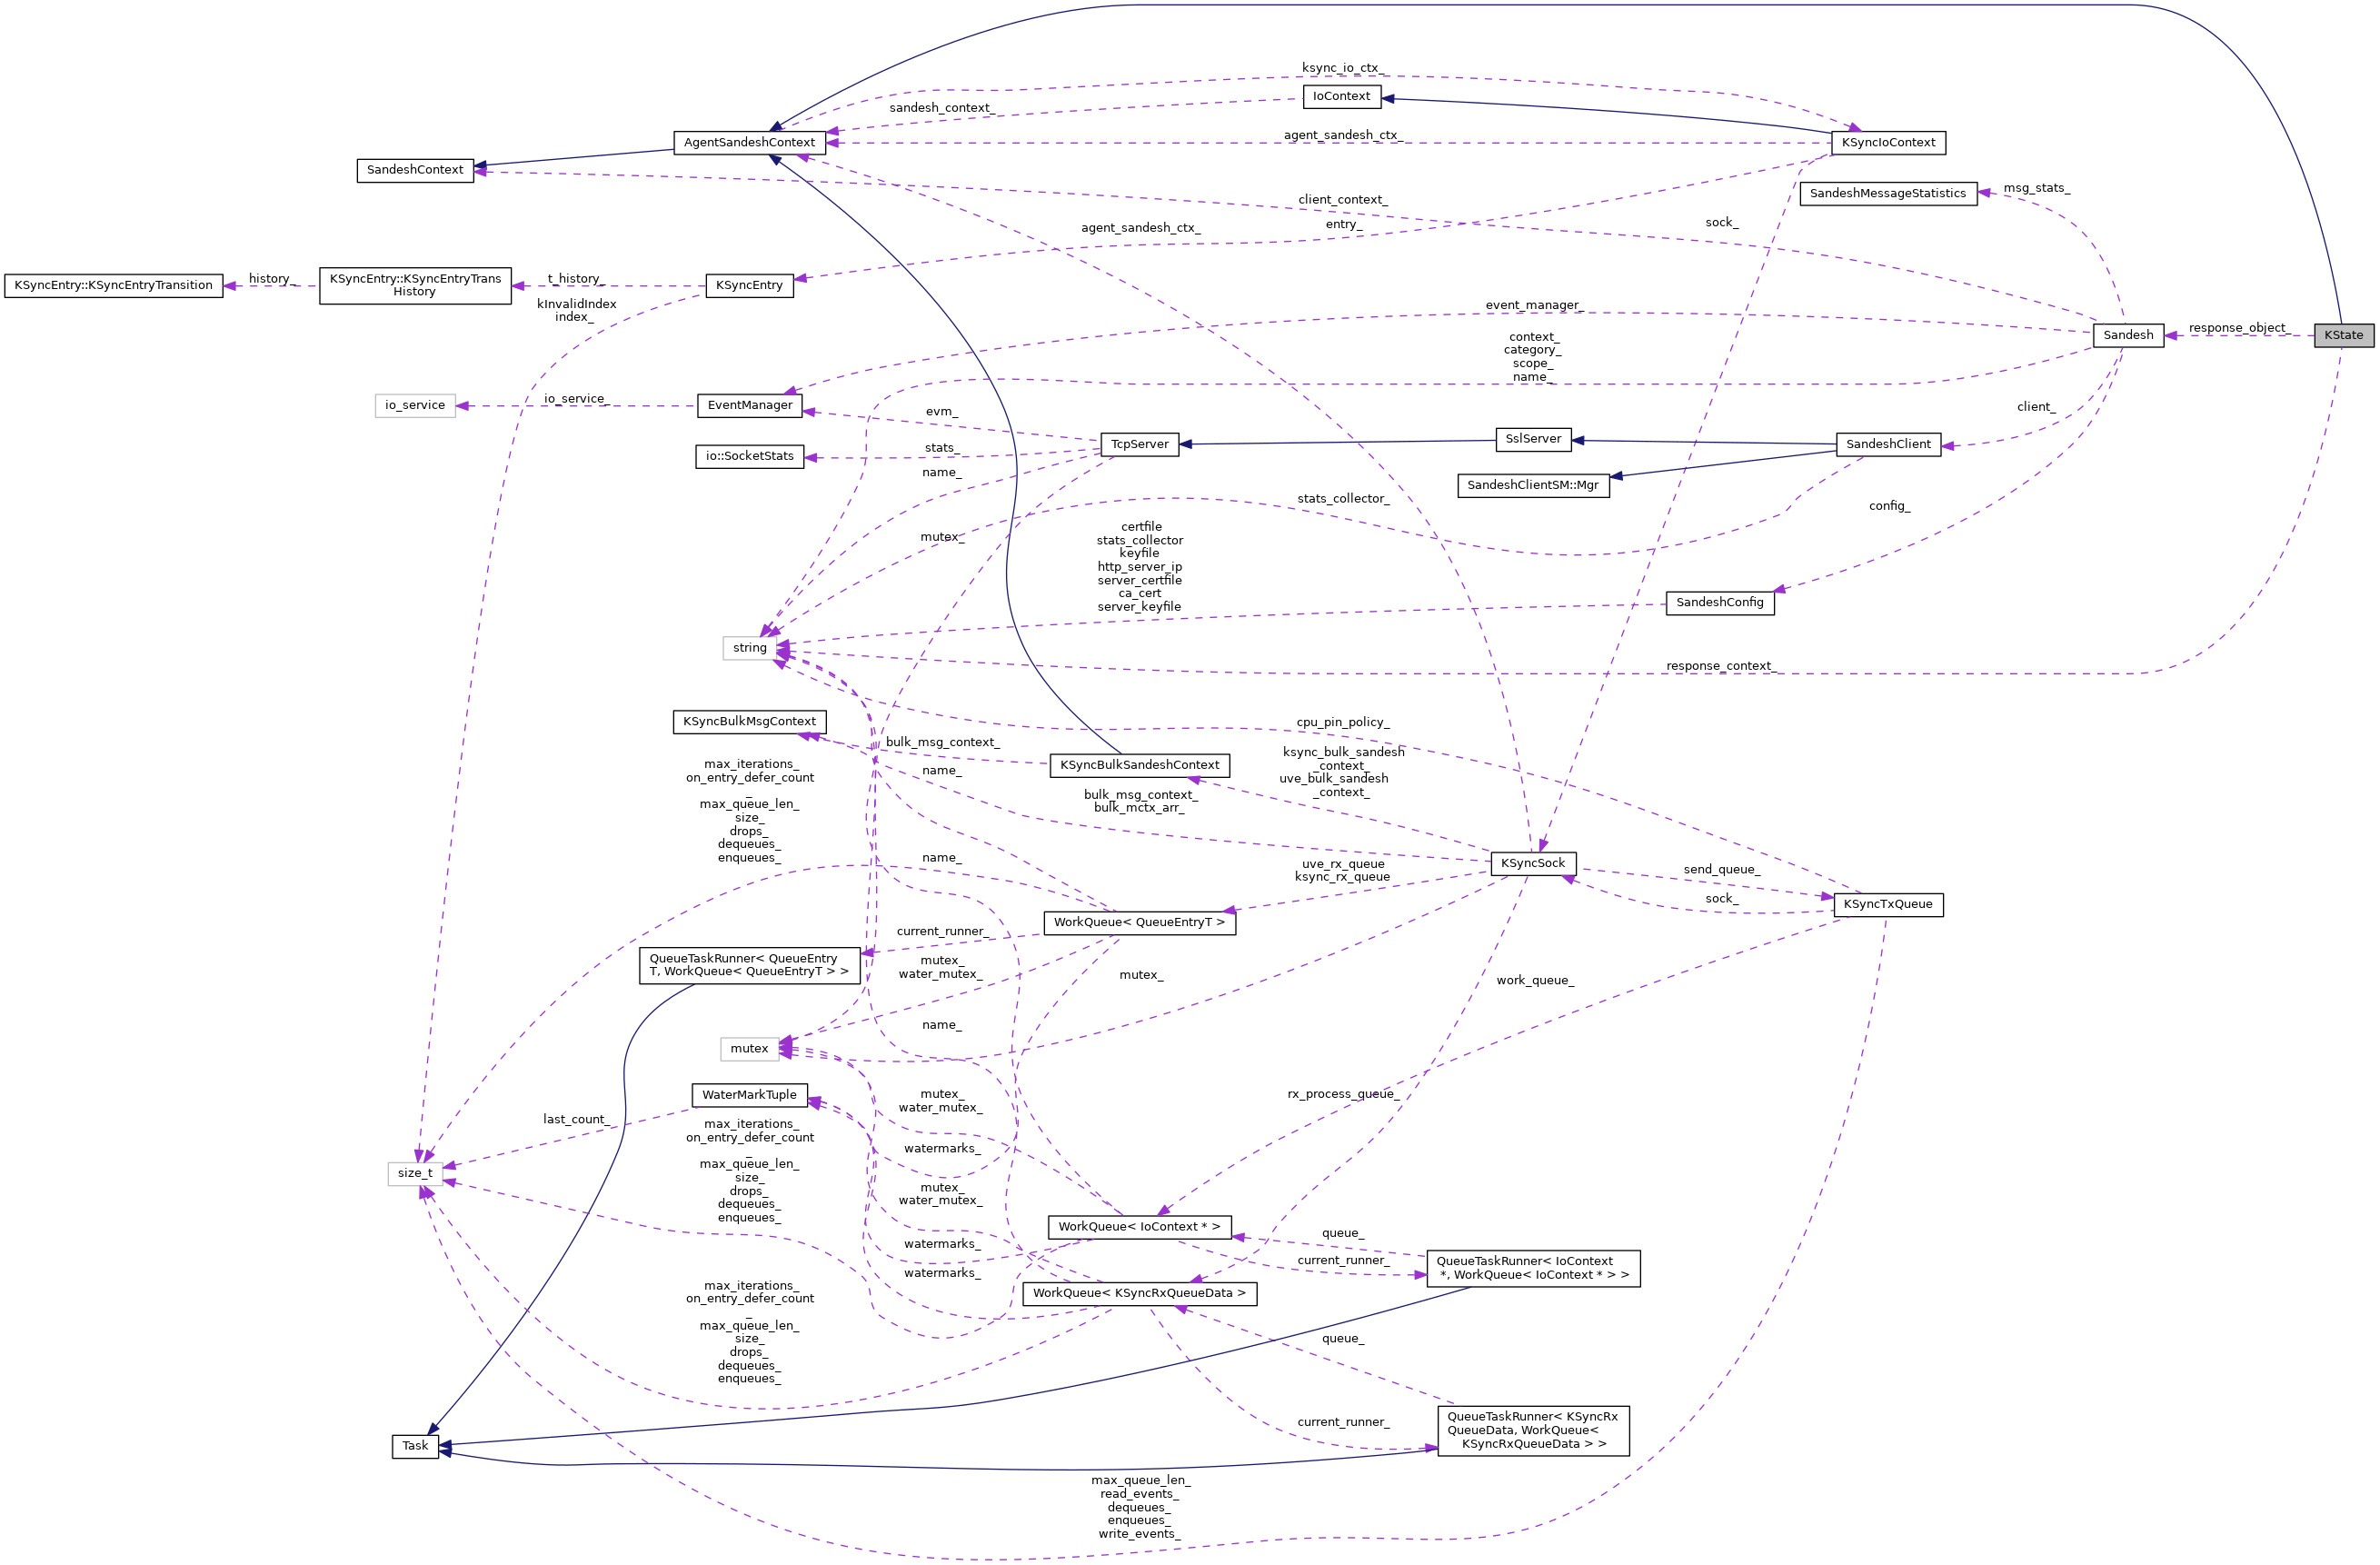 ksync_io_ctx_
IoContext
sandesh_context_
agent_sandesh_ctx_
AgentSandeshContext
KSyncIoContext
SandeshContext
SandeshMessageStatistics
msg_stats_
client_context_
sock_
entry_
agent_sandesh_ctx_
KSyncEntry::KSyncEntryTransition
history_
KSyncEntry::KSyncEntryTrans
History
t_history_
KSyncEntry
kInvalidIndex
index_
event_manager_
Sandesh
response_object_
KState
context_
category_
scope_
name_
io_service
io_service_
EventManager
evm_
client_
TcpServer
SslServer
SandeshClient
io::SocketStats
stats_
name_
SandeshClientSM::Mgr
stats_collector_
config_
mutex_
certfile
stats_collector
keyfile
http_server_ip
server_certfile
ca_cert
server_keyfile
SandeshConfig
string
response_context_
KSyncBulkMsgContext
cpu_pin_policy_
bulk_msg_context_
KSyncBulkSandeshContext
ksync_bulk_sandesh
_context_
uve_bulk_sandesh
_context_
name_
max_iterations_
on_entry_defer_count
_
max_queue_len_
size_
drops_
dequeues_
enqueues_
bulk_msg_context_
bulk_mctx_arr_
name_
uve_rx_queue
ksync_rx_queue
KSyncSock
send_queue_
sock_
KSyncTxQueue
WorkQueue< QueueEntryT >
current_runner_
QueueTaskRunner< QueueEntry
T, WorkQueue< QueueEntryT > >
mutex_
water_mutex_
mutex_
work_queue_
name_
mutex
WaterMarkTuple
mutex_
water_mutex_
rx_process_queue_
last_count_
max_iterations_
on_entry_defer_count
_
max_queue_len_
size_
drops_
dequeues_
enqueues_
watermarks_
size_t
mutex_
water_mutex_
WorkQueue< IoContext * >
queue_
watermarks_
current_runner_
QueueTaskRunner< IoContext
*, WorkQueue< IoContext * > >
watermarks_
WorkQueue< KSyncRxQueueData >
max_iterations_
on_entry_defer_count
_
max_queue_len_
size_
drops_
dequeues_
enqueues_
queue_
current_runner_
QueueTaskRunner< KSyncRx
QueueData, WorkQueue<
KSyncRxQueueData > >
Task
max_queue_len_
read_events_
dequeues_
enqueues_
write_events_